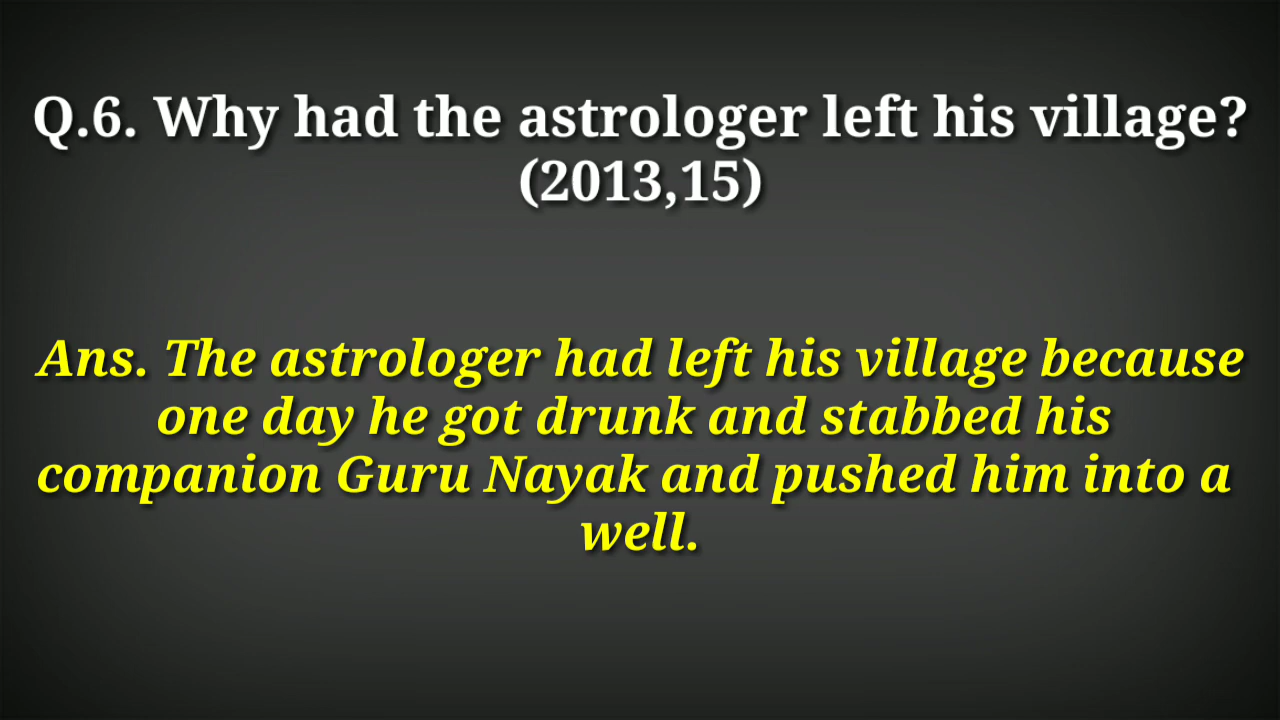 Q.6. Why had the astrologer left his village?
(2013,15)
Ans. The astrologer had left his village because
one day he got drunk and stabbed his
companion Guru Nayak and pushed him into a
well.